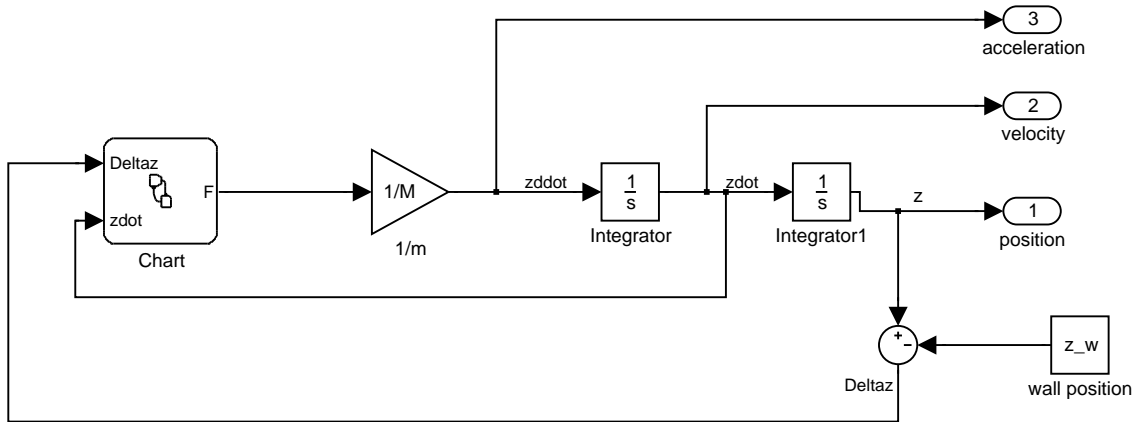 3
acceleration
2
velocity
Deltaz
zdot
F
Chart
1/M
1/m
zddot
1
s
Integrator
zdot
1
s
Integrator1
z
1
position
+
−
Deltaz
z_w
wall position